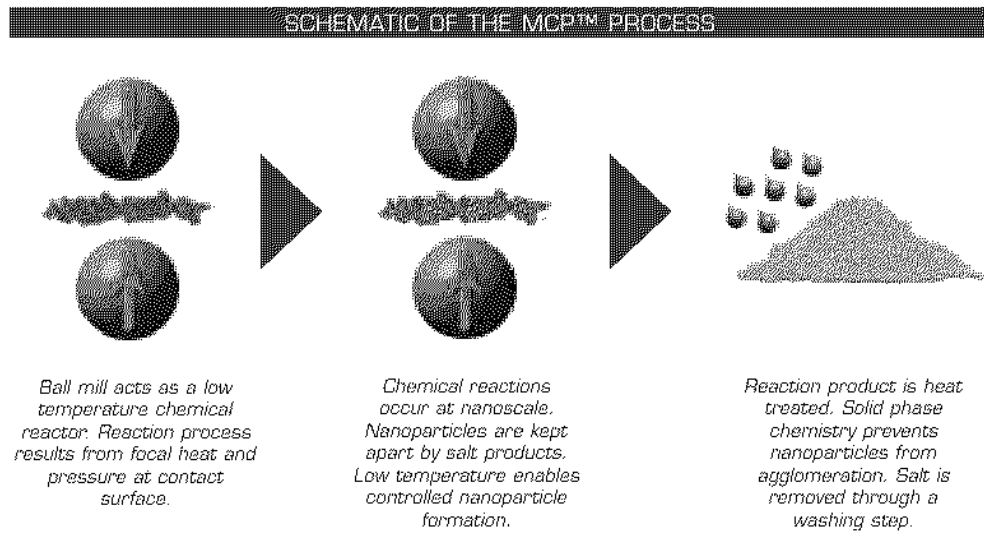 SCHEMATIC OF THE MCP™ PROCESS
Ball mill acts as a low
temperature chemical
reactor. Reaction process
results from focal heat and
pressure at contact
surface.
Chemical reactions
occur at nanoscale.
Nanoparticles are kept
apart by salt products.
Low temperature enables
controlled nanoparticle
formation.
Reaction product is heat
treated. Solid phase
chemistry prevents
nanoparticles from
agglomeration. Salt is
removed through a
washing step.